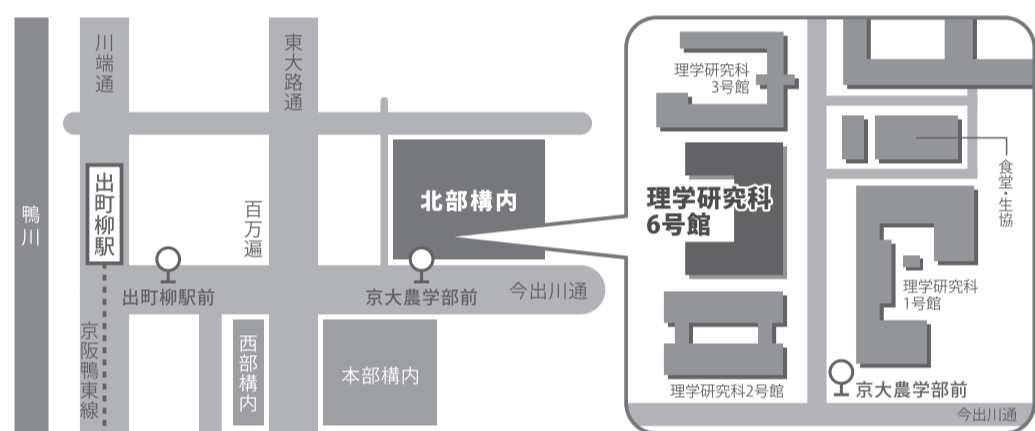 川端通
東大路通
出町柳駅
鴨川
百万遍
北部構内
出町柳駅前
京大農学部前
今出川通
京阪鴨東線
西部構内
本部構内
理学研究科
3号館
食堂・生協
理学研究科
6号館
理学研究科
1号館
理学研究科2号館
京大農学部前
今出川通